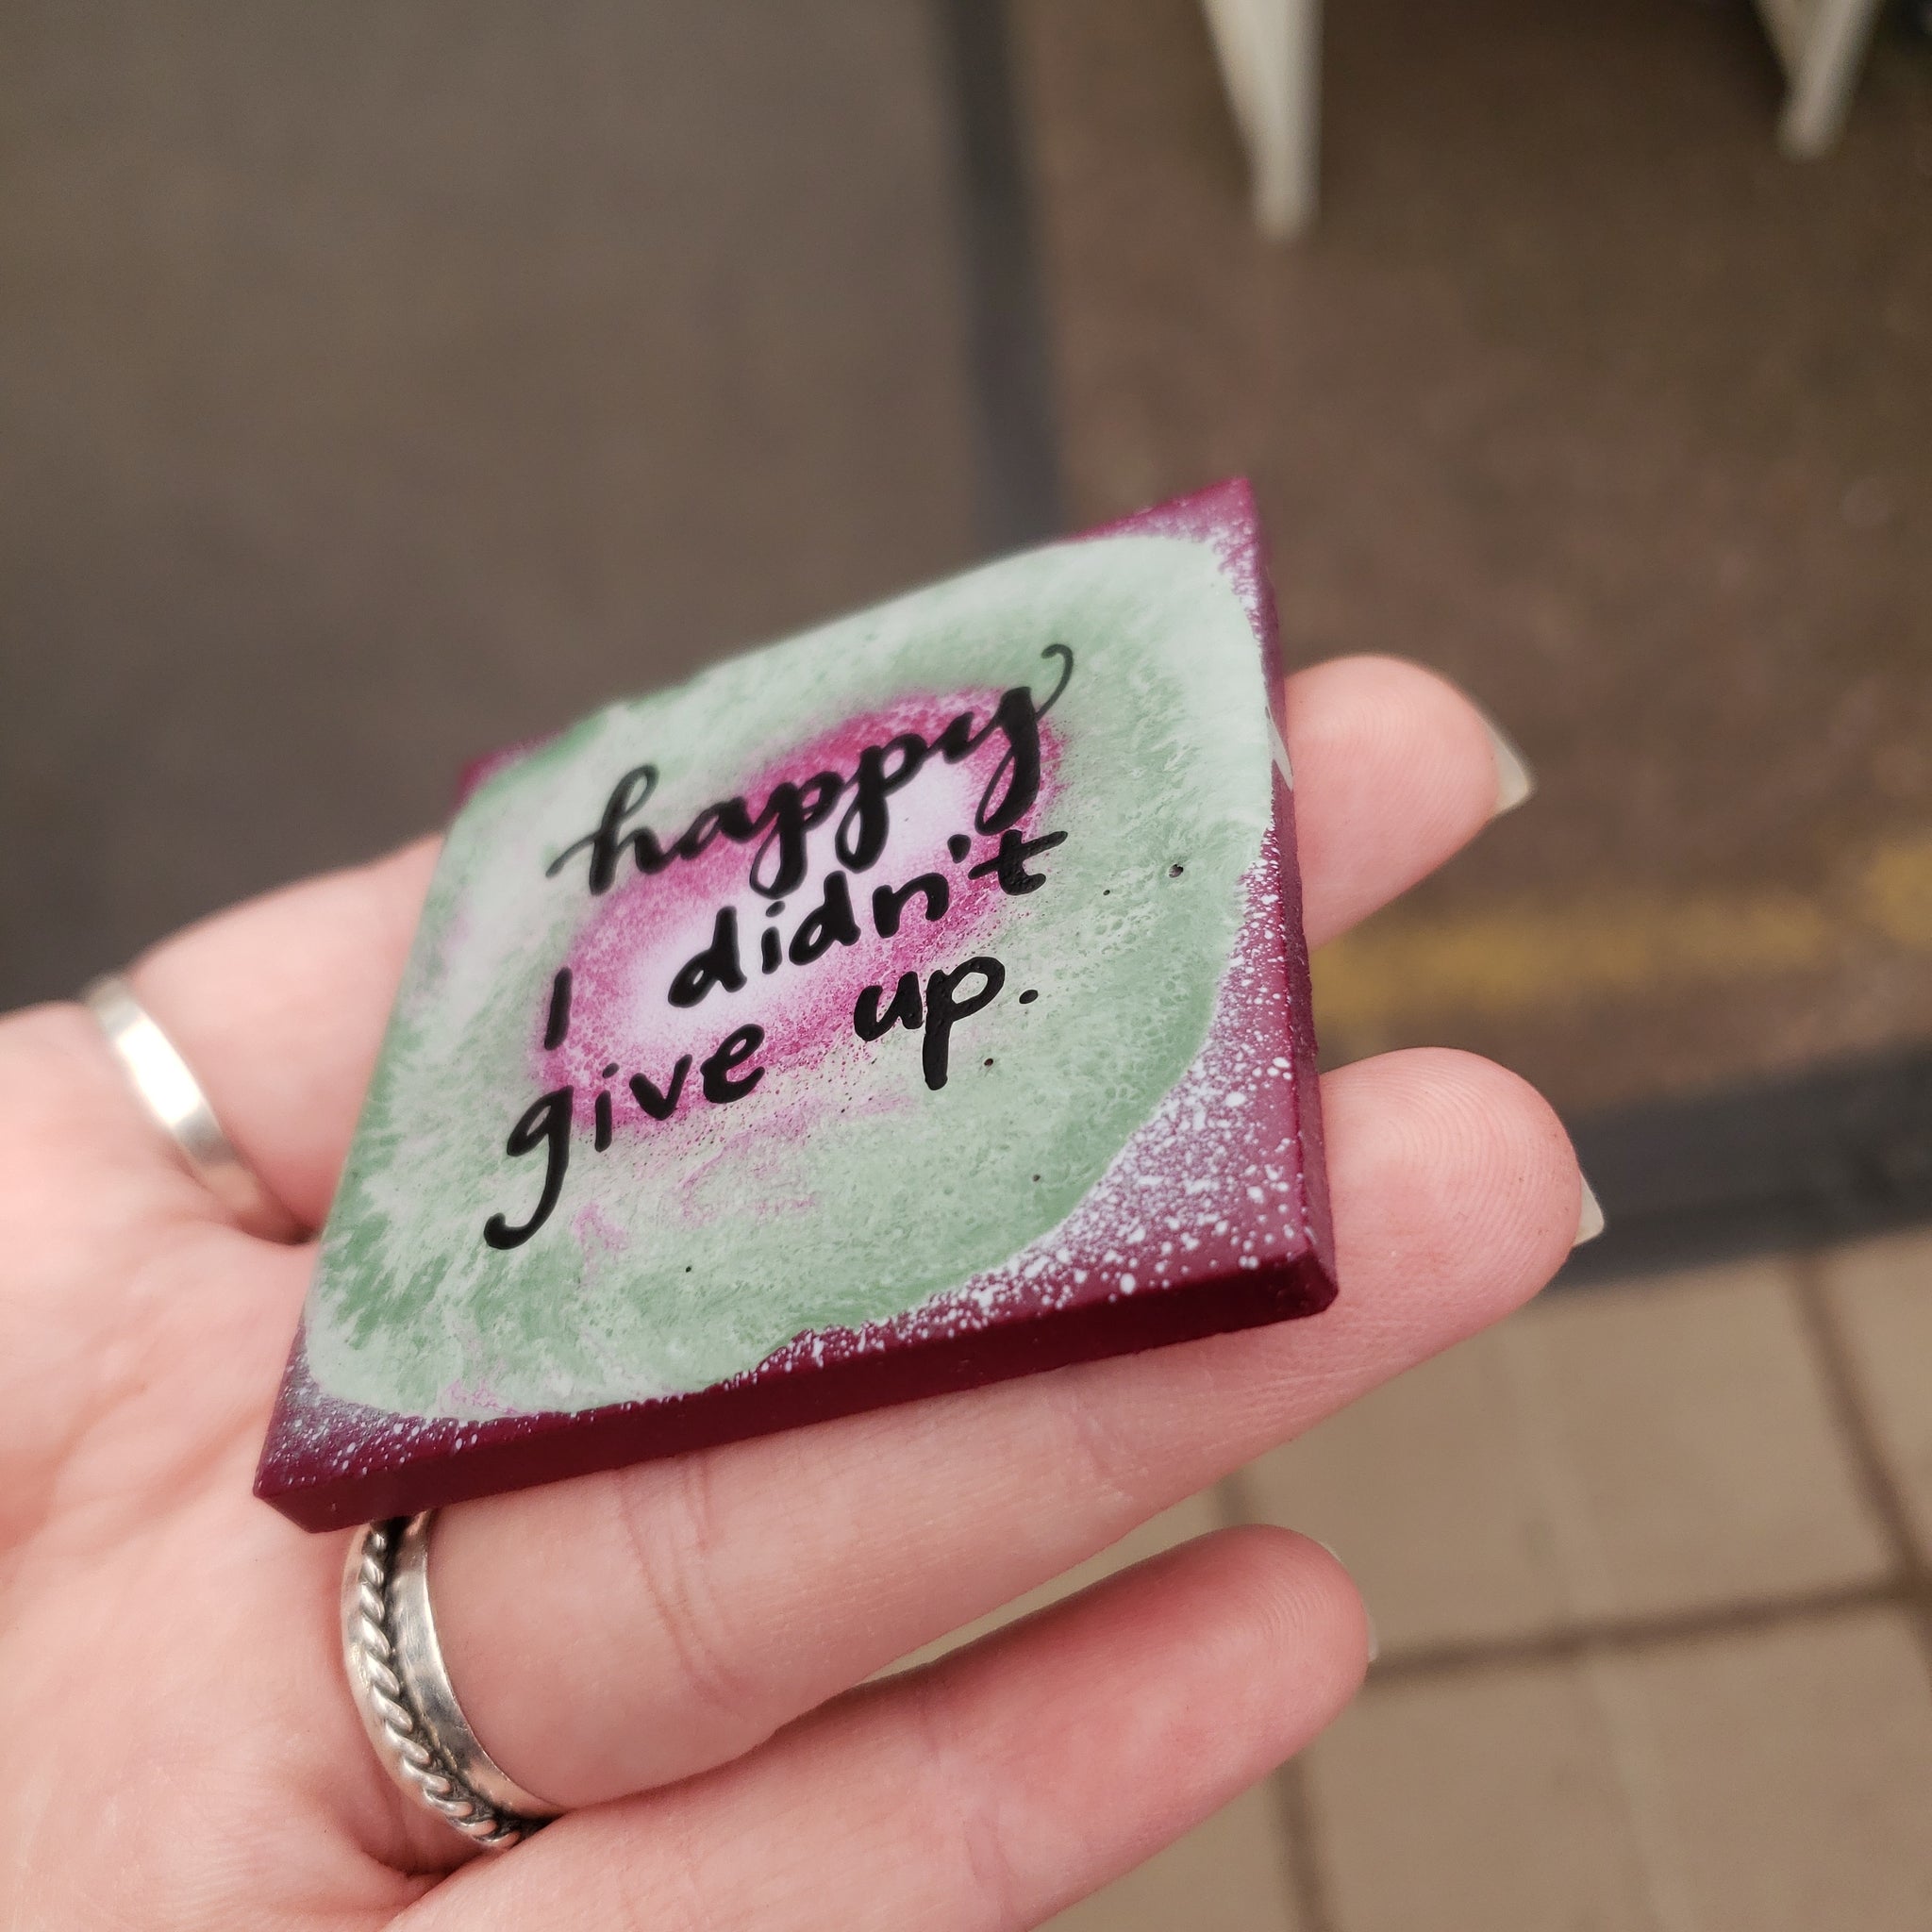 happy
I didn't
give up.